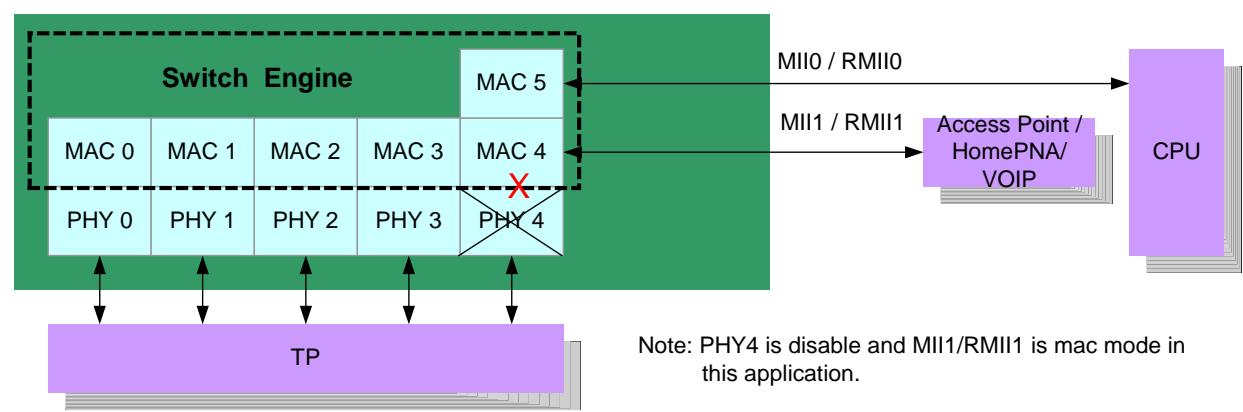 Switch Engine
MAC 5
MII0 / RMII0
MII1 / RMII1
MAC 0
MAC 1
MAC 2
MAC 3
MAC 4
X
PHY 0
PHY 1
PHY 2
PHY 3
PHY 4
Access Point /
HomePNA/
VOIP
CPU
TP
Note: PHY4 is disable and MII1/RMII1 is mac mode in
this application.